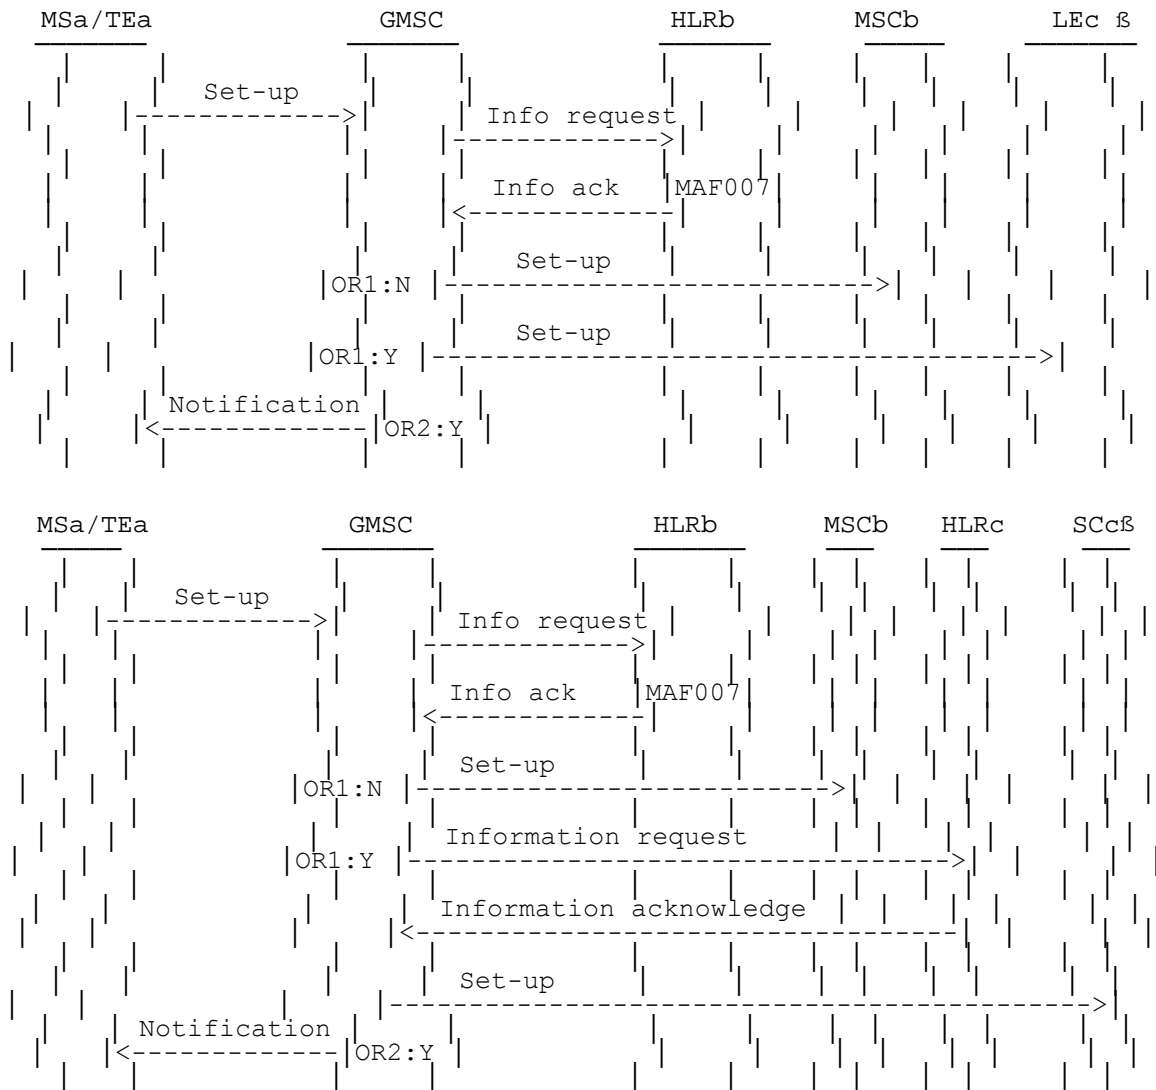 MSa/TEa GMSC HLRb MSCb LEc ß
Set-up
Info request
Info ack MAF007
Set-up
OR1:N
Set-up
OR1:Y
Notification
OR2:Y
MSa/TEa GMSC HLRb MSCb HLRc SCcß
Set-up
Info request
Info ack MAF007
Set-up
OR1:N
Information request
OR1:Y
Information acknowledge
Set-up
Notification
OR2:Y